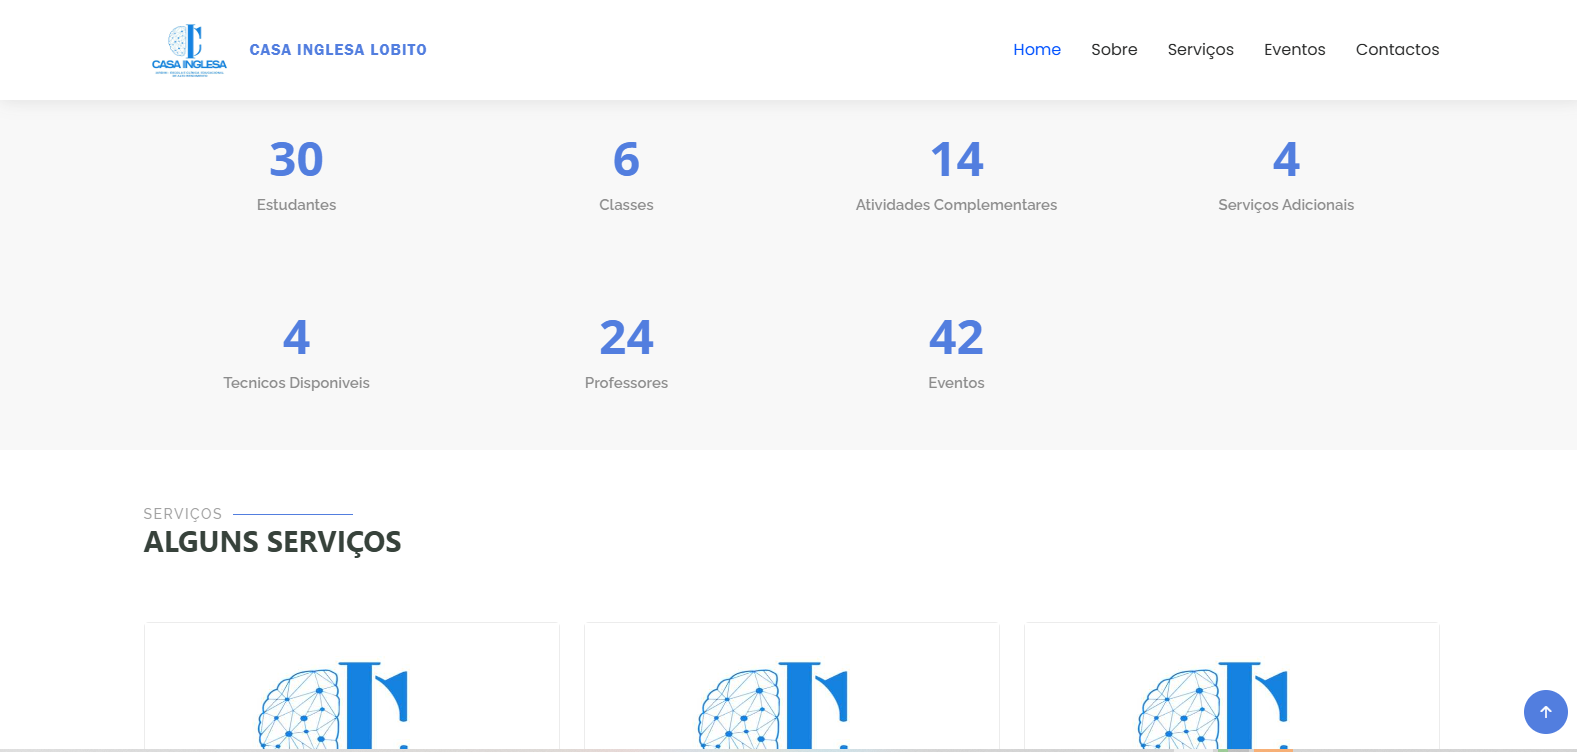 CASA INGLESA
CASA INGLESA LOBITO
Home
Sobre
Serviços
Eventos
Contactos
30
6
14
4
Estudantes
Classes
Atividades Complementares
Serviços Adicionais
4
24
42
Tecnicos Disponiveis
Professores
Eventos
SERVIÇOS
ALGUNS SERVIÇOS